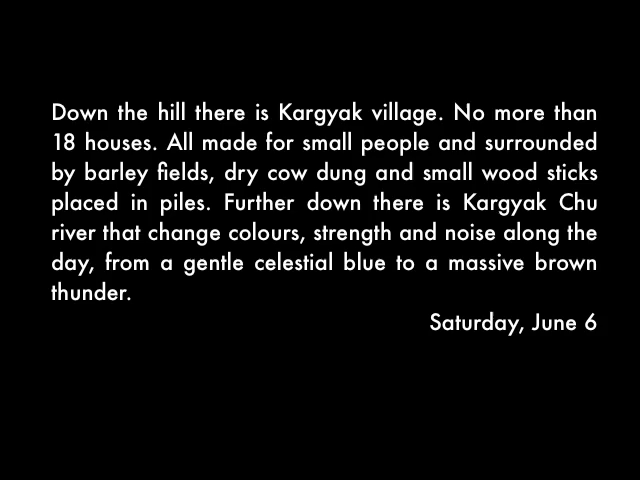 Down the hill there is Kargyak village. No more than
18 houses. All made for small people and surrounded
by barley fields, dry cow dung and small wood sticks
placed in piles. Further down there is Kargyak Chu
river that change colours, strength and noise along the
day, from a gentle celestial blue to a massive brown
thunder.
Saturday, June 6